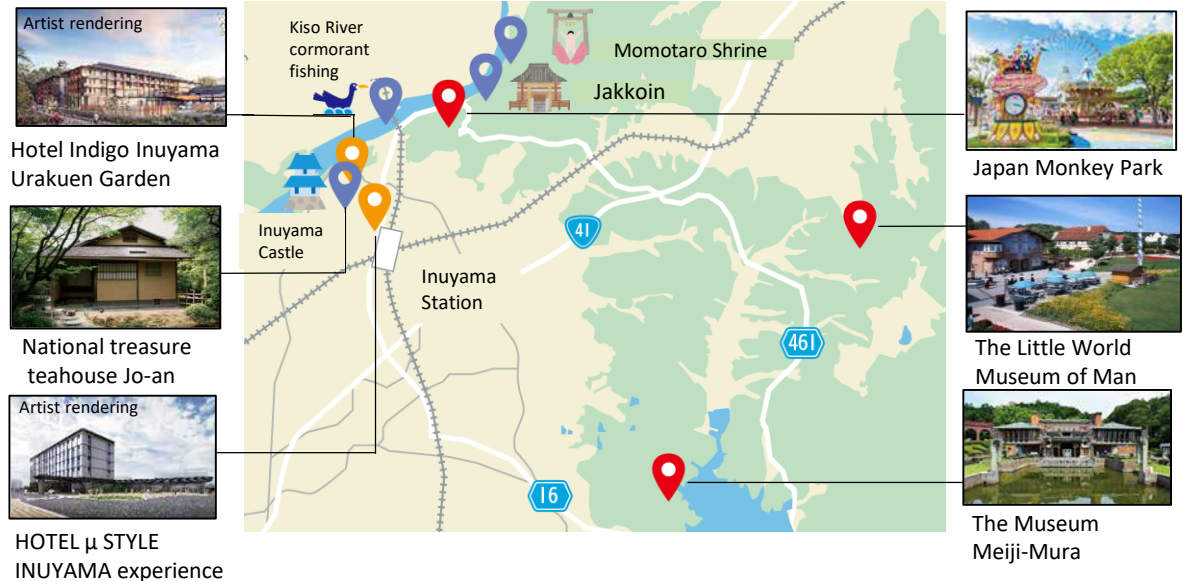 Artist rendering
Hotel Indigo Inuyama
Urakuen Garden
National treasure
teahouse Jo-an
Artist rendering
HOTEL µ STYLE
INUYAMA experience
Kiso River
cormorant
fishing
Momotaro Shrine
Jakkoin
Inuyama
Castle
Inuyama
Station
41
461
16
Japan Monkey Park
The Little World
Museum of Man
The Museum
Meiji-Mura